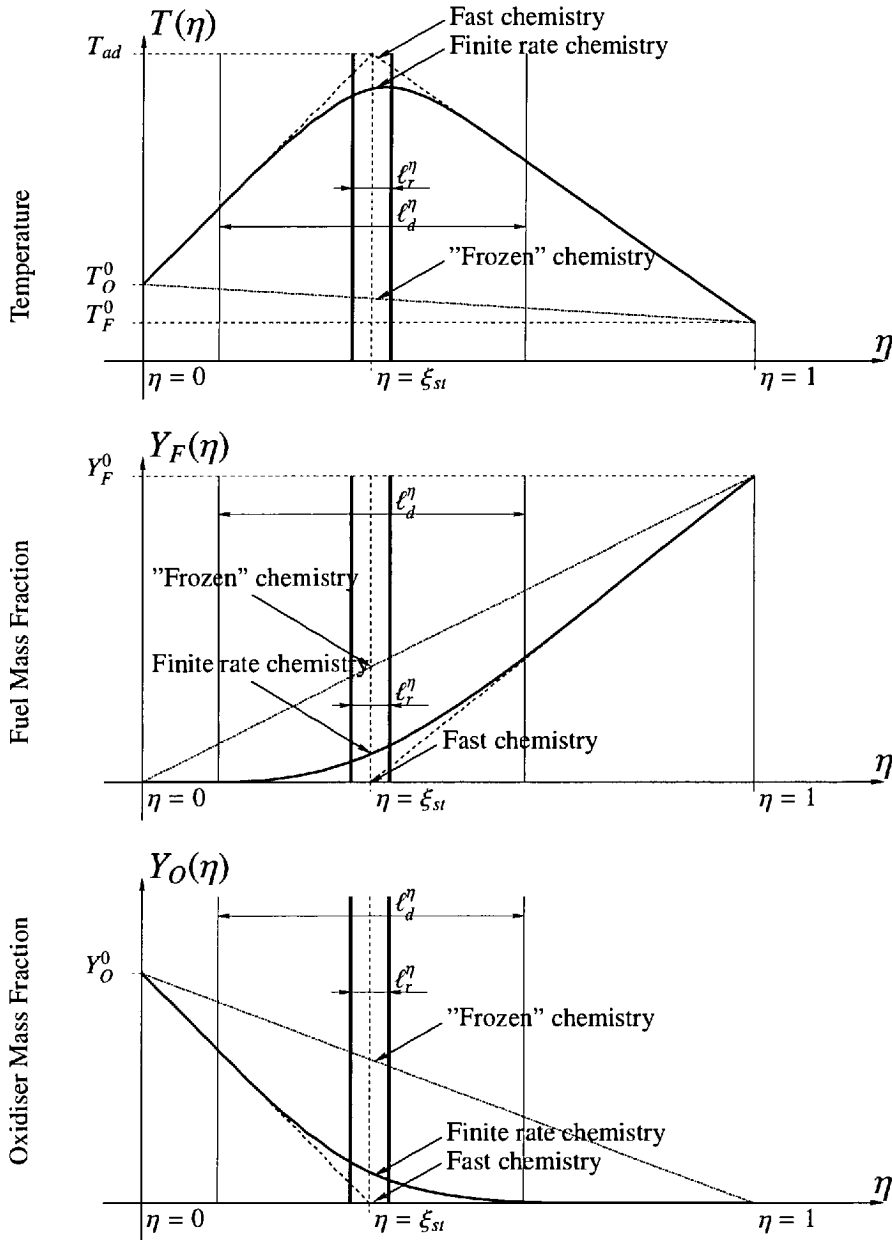 T(η)
Fast chemistry
T_ad
Finite rate chemistry
ℓ_r^η
ℓ_d^η
Temperature
"Frozen" chemistry
T_O^0
T_F^0
η
η = 0
η = ξ_st
η = 1
Y_F(η)
Y_F^0
ℓ_d^η
"Frozen" chemistry
Fuel Mass Fraction
Finite rate chemistry
ℓ_r^η
Fast chemistry
η
η = 0
η = ξ_st
η = 1
Y_O(η)
ℓ_d^η
Y_O^0
ℓ_r^η
Oxidiser Mass Fraction
"Frozen" chemistry
Finite rate chemistry
Fast chemistry
η
η = 0
η = ξ_st
η = 1